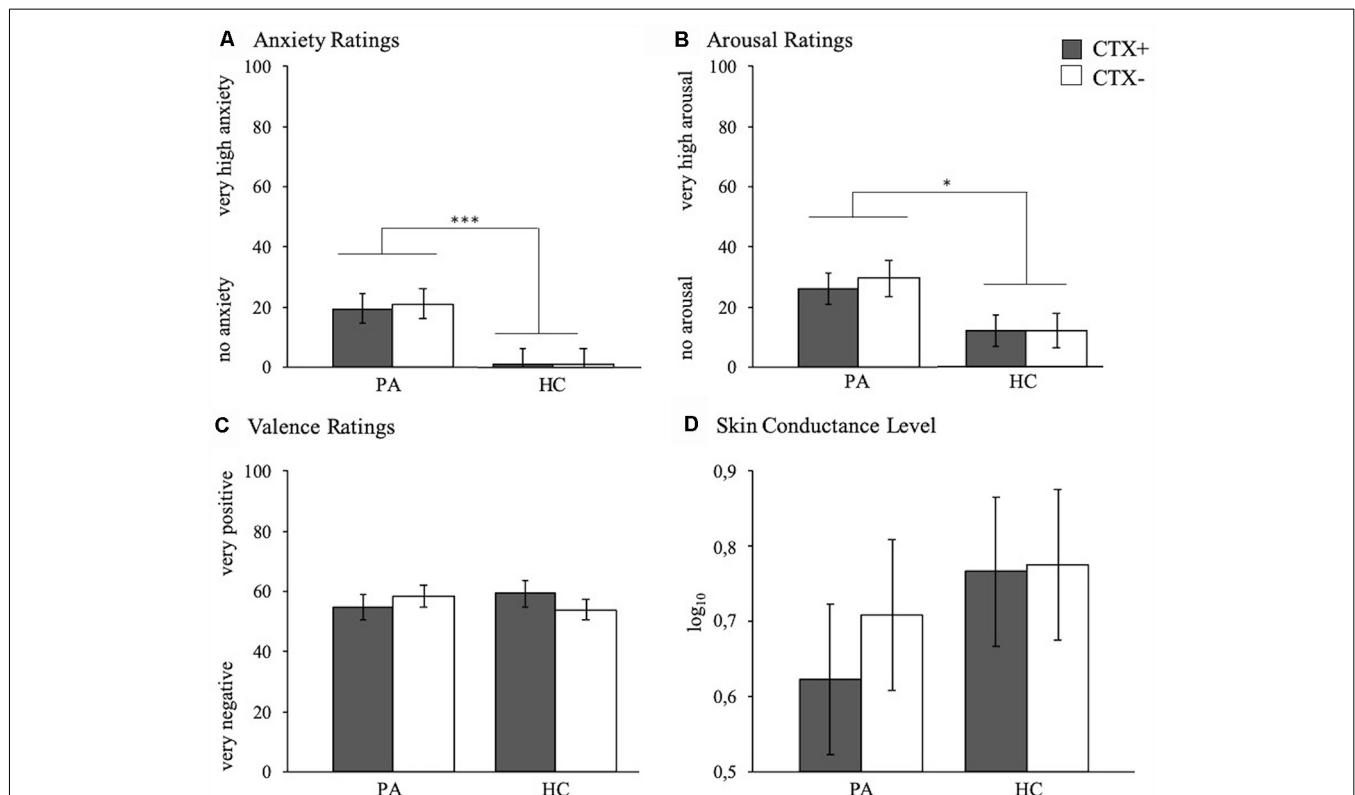 A Anxiety Ratings
very high anxiety
no anxiety
100
80
60
40
20
0
***
PA
HC
B Arousal Ratings
very high arousal
no arousal
100
80
60
40
20
0
*
PA
HC
CTX+
CTX-
C Valence Ratings
very positive
very negative
100
80
60
40
20
0
PA
HC
D Skin Conductance Level
log10
0,9
0,8
0,7
0,6
0,5
PA
HC